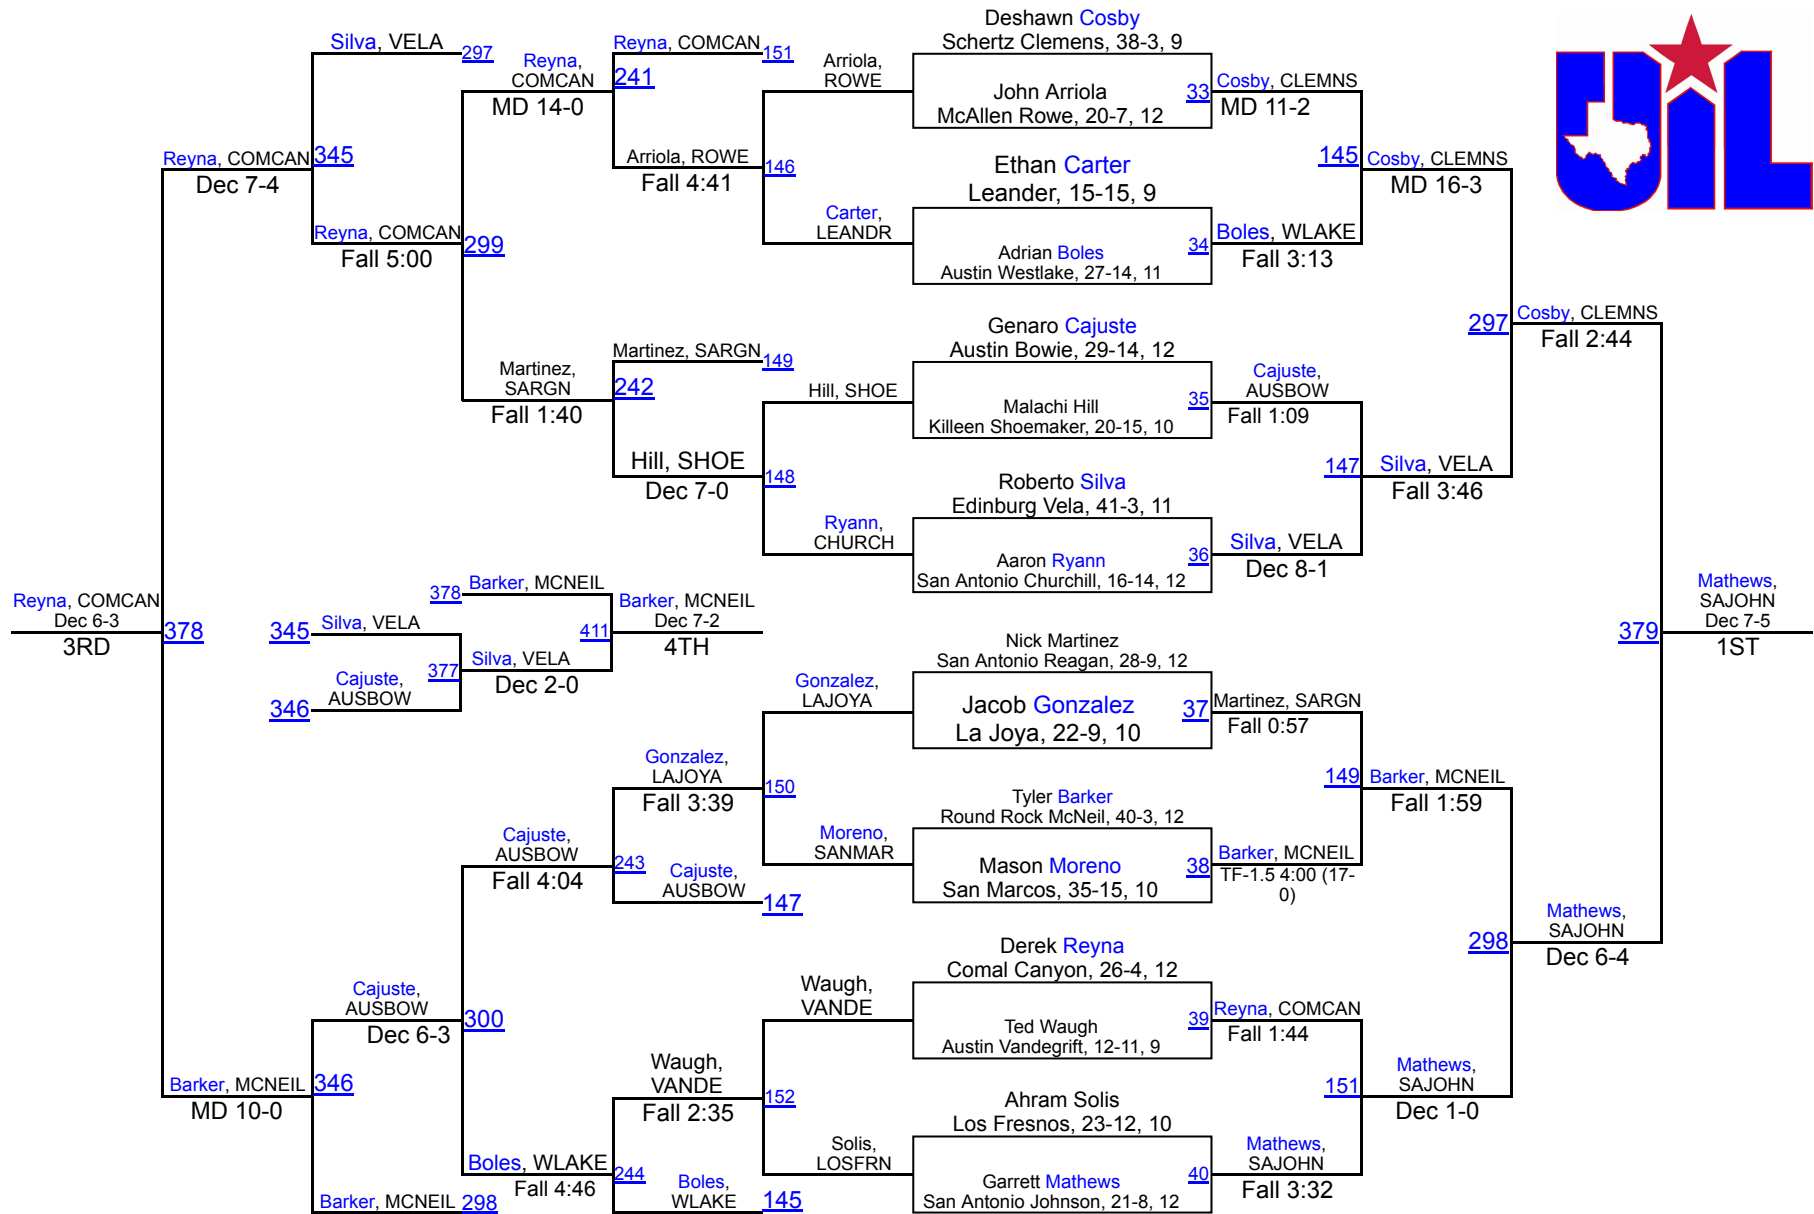 Deshawn Cosby
Schertz Clemens, 38-3, 9
33
John Arriola
McAllen Rowe, 20-7, 12
Ethan Carter
Leander, 15-15, 9
34
Adrian Boles
Austin Westlake, 27-14, 11
Genaro Cajuste
Austin Bowie, 29-14, 12
35
Malachi Hill
Killeen Shoemaker, 20-15, 10
Roberto Silva
Edinburg Vela, 41-3, 11
36
Aaron Ryann
San Antonio Churchill, 16-14, 12
Nick Martinez
San Antonio Reagan, 28-9, 12
37
Jacob Gonzalez
La Joya, 22-9, 10
Tyler Barker
Round Rock McNeil, 40-3, 12
38
Mason Moreno
San Marcos, 35-15, 10
Derek Reyna
Comal Canyon, 26-4, 12
39
Ted Waugh
Austin Vandegrift, 12-11, 9
Ahram Solis
Los Fresnos, 23-12, 10
40
Garrett Mathews
San Antonio Johnson, 21-8, 12
Cosby, CLEMNS
MD 11-2
145
Boles, WLAKE
Fall 3:13
Cajuste,
AUSBOW
Fall 1:09
147
Silva, VELA
Dec 8-1
Martinez, SARGN
Fall 0:57
149
Barker, MCNEIL
TF-1.5 4:00 (17-
0)
Reyna, COMCAN
Fall 1:44
151
Mathews,
SAJOHN
Fall 3:32
Cosby, CLEMNS
MD 16-3
297
Silva, VELA
Fall 3:46
Barker, MCNEIL
Fall 1:59
298
Mathews,
SAJOHN
Dec 1-0
Cosby, CLEMNS
Fall 2:44
379
Mathews,
SAJOHN
Dec 6-4
Mathews,
SAJOHN
Dec 7-5
1ST
UIL
Arriola,
ROWE
146
Carter,
LEANDR
Hill, SHOE
148
Ryann,
CHURCH
Gonzalez,
LAJOYA
150
Moreno,
SANMAR
Waugh,
VANDE
152
Solis,
LOSFRN
Reyna, COMCAN
151
241
Arriola, ROWE
Fall 4:41
Martinez, SARGN
149
242
Hill, SHOE
Dec 7-0
Gonzalez,
LAJOYA
Fall 3:39
243
Cajuste,
AUSBOW
147
Waugh,
VANDE
Fall 2:35
244
Boles,
WLAKE
145
Reyna,
COMCAN
MD 14-0
299
Martinez,
SARGN
Fall 1:40
Cajuste,
AUSBOW
Fall 4:04
300
Boles, WLAKE
Fall 4:46
Silva, VELA
297
345
Reyna, COMCAN
Fall 5:00
Cajuste,
AUSBOW
Dec 6-3
346
Barker, MCNEIL
298
Reyna, COMCAN
Dec 7-4
378
Barker, MCNEIL
MD 10-0
Reyna, COMCAN
Dec 6-3
3RD
345
Silva, VELA
377
346
Cajuste,
AUSBOW
378
Barker, MCNEIL
411
Silva, VELA
Dec 2-0
Barker, MCNEIL
Dec 7-2
4TH